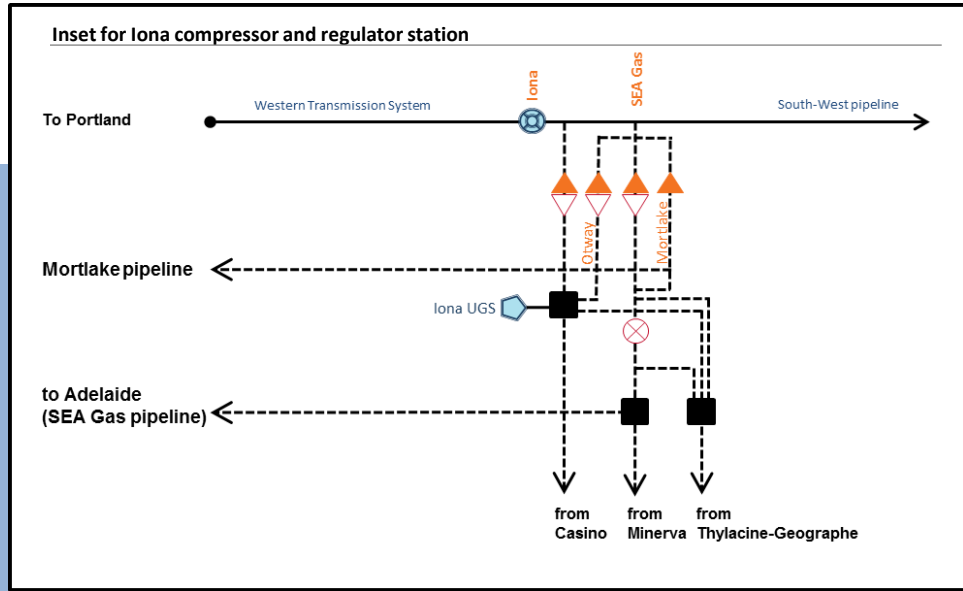 Inset for Iona compressor and regulator station
Iona
SEA Gas
Western Transmission System
South-West pipeline
To Portland
Otway
Mortlake
Mortlake pipeline
Iona UGS
to Adelaide
(SEA Gas pipeline)
from
Casino
from
Minerva
from
Thylacine-Geographe